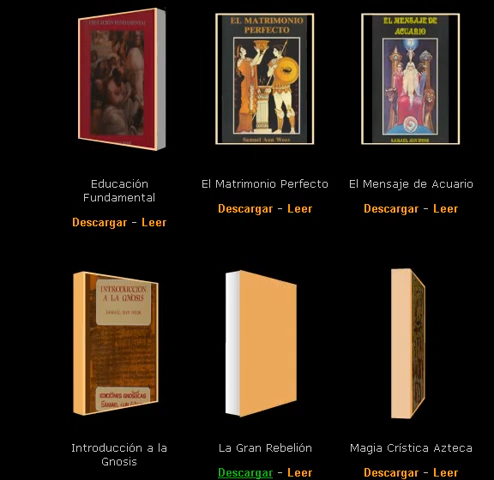 EDUCACIÓN FUNDAMENTAL
EL MATRIMONIO
PERFECTO
Samael Aun Weor
EL MENSAJE DE
ACUARIO
SAMAEL AUN WEOR
Educación
Fundamental
Descargar - Leer
El Matrimonio Perfecto
Descargar - Leer
El Mensaje de Acuario
Descargar - Leer
INTRODUCCIÓN
A LA GNOSIS
SAMAEL AUN WEOR
EDICIONES GNOSTICAS
Introducción a la
Gnosis
La Gran Rebelión
Descargar - Leer
Magia Crística Azteca
Descargar - Leer